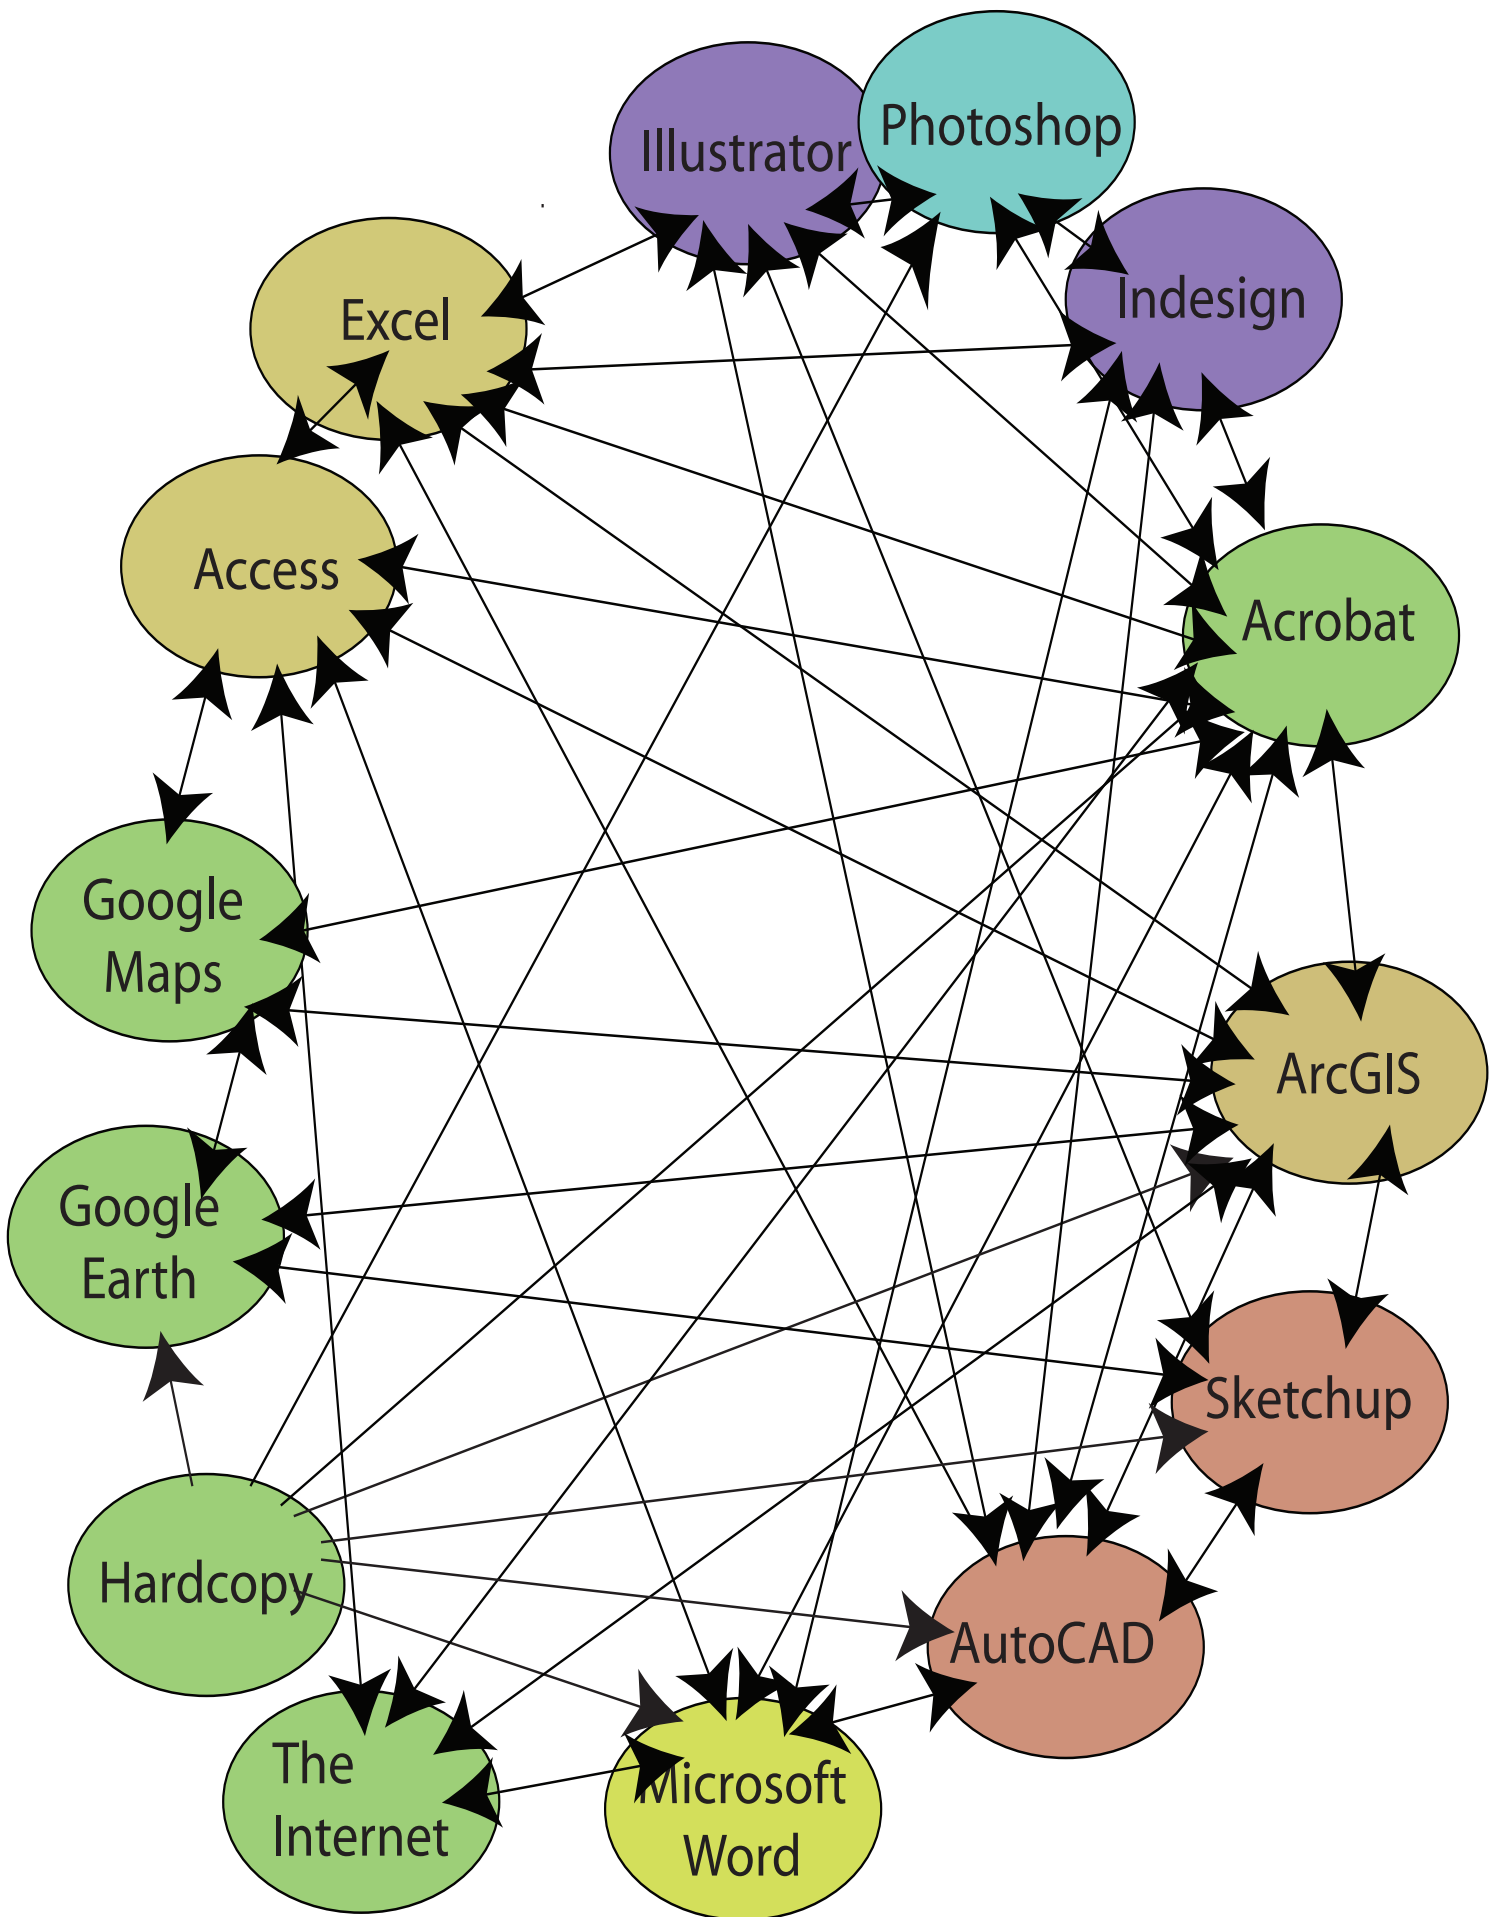 Photoshop
Illustrator
Indesign
Excel
Access
Acrobat
Google
Maps
ArcGIS
Google
Earth
Sketchup
Hardcopy
AutoCAD
The
Internet
Microsoft
Word